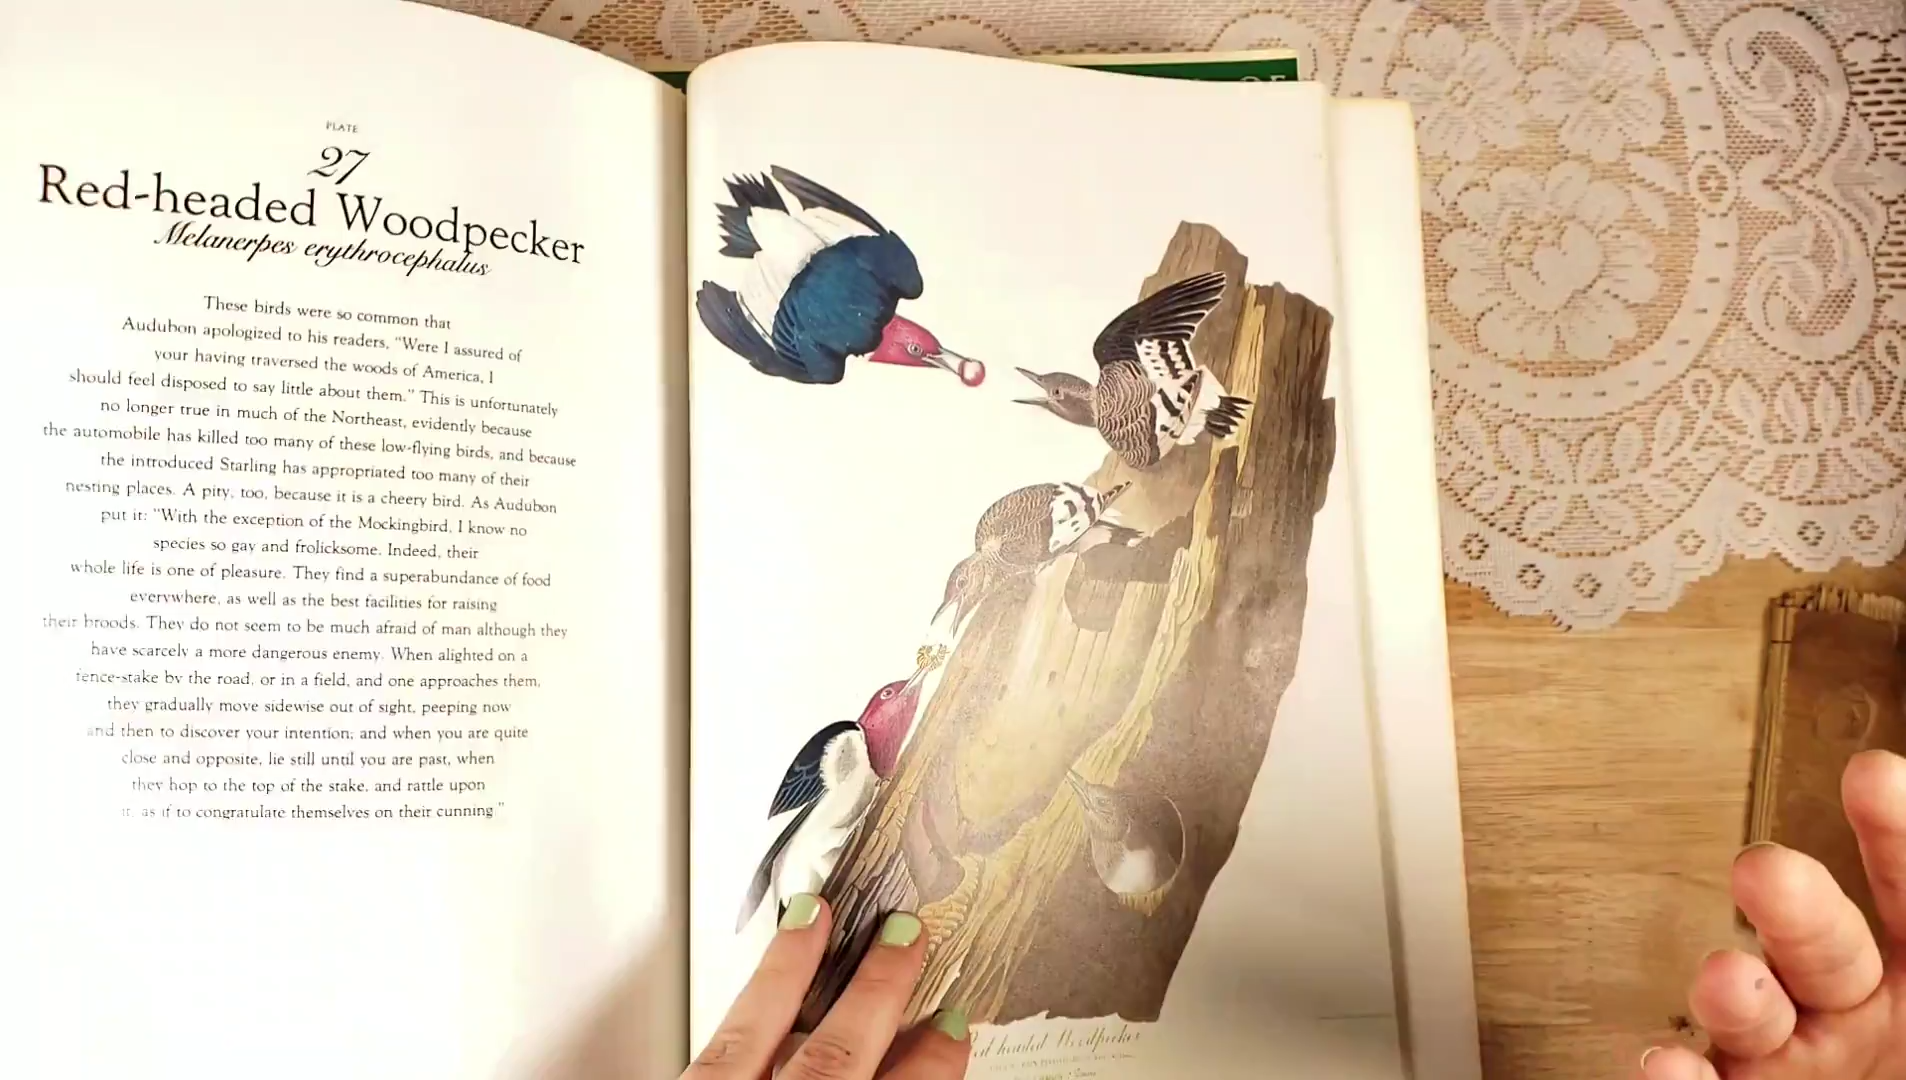 PLATE
27
Red-headed Woodpecker
Melanerpes erythrocephalus
These birds were so common that
Audubon apologized to his readers, "Were I assured of
your having traversed the woods of America, I
should feel disposed to say little about them." This is unfortunately
no longer true in much of the Northeast, evidently because
the automobile has killed too many of these low-flying birds, and because
the introduced Starling has appropriated too many of their
nesting places. A pity, too, because it is a cheery bird. As Audubon
put it: "With the exception of the Mockingbird, I know no
species so gay and frolicksome. Indeed, their
whole life is one of pleasure. They find a superabundance of food
everywhere, as well as the best facilities for raising
their broods. They do not seem to be much afraid of man although they
have scarcely a more dangerous enemy. When alighted on a
fence-stake by the road, or in a field, and one approaches them,
they gradually move sidewise out of sight, peeping now
and then to discover your intention; and when you are quite
close and opposite, lie still until you are past, when
they hop to the top of the stake, and rattle upon
it, as if to congratulate themselves on their cunning."
OF
headed Woodpecker